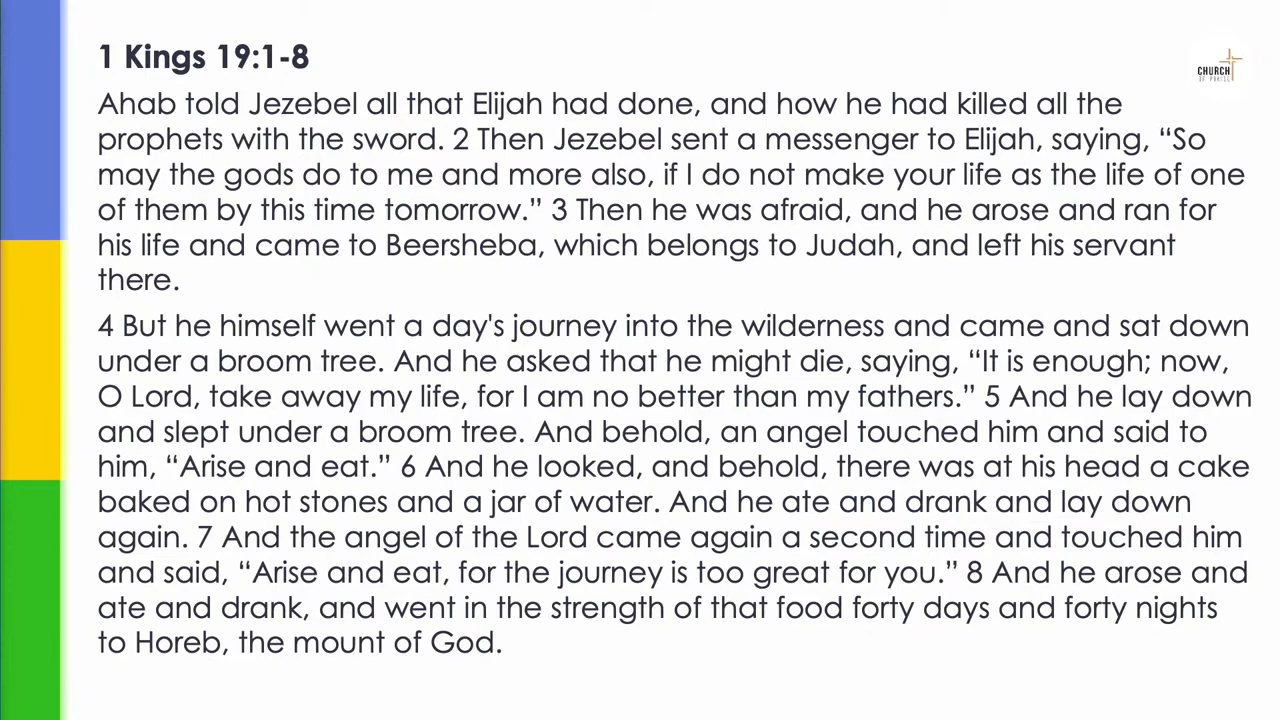 1 Kings 19:1-8
CHURCH
OF PRAISE
Ahab told Jezebel all that Elijah had done, and how he had killed all the
prophets with the sword. 2 Then Jezebel sent a messenger to Elijah, saying, “So
may the gods do to me and more also, if I do not make your life as the life of one
of them by this time tomorrow.” 3 Then he was afraid, and he arose and ran for
his life and came to Beersheba, which belongs to Judah, and left his servant
there.
4 But he himself went a day's journey into the wilderness and came and sat down
under a broom tree. And he asked that he might die, saying, “It is enough; now,
O Lord, take away my life, for I am no better than my fathers.” 5 And he lay down
and slept under a broom tree. And behold, an angel touched him and said to
him, “Arise and eat.” 6 And he looked, and behold, there was at his head a cake
baked on hot stones and a jar of water. And he ate and drank and lay down
again. 7 And the angel of the Lord came again a second time and touched him
and said, “Arise and eat, for the journey is too great for you.” 8 And he arose and
ate and drank, and went in the strength of that food forty days and forty nights
to Horeb, the mount of God.